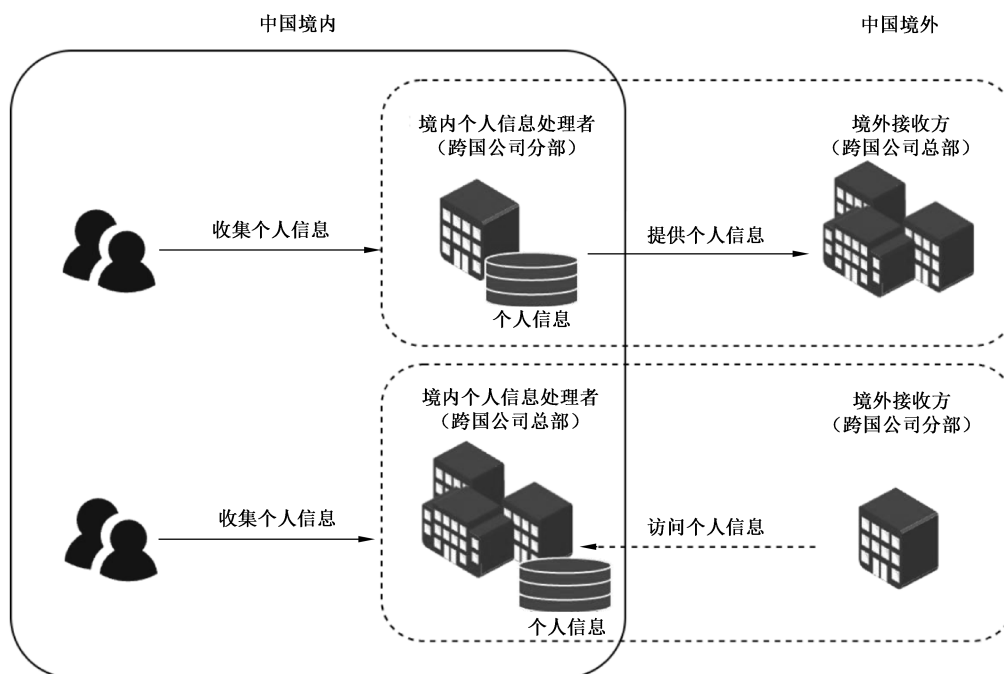 中国境内
中国境外
境内个人信息处理者
（跨国公司分部）
境外接收方
（跨国公司总部）
收集个人信息
提供个人信息
个人信息
境内个人信息处理者
（跨国公司总部）
境外接收方
（跨国公司分部）
收集个人信息
访问个人信息
个人信息